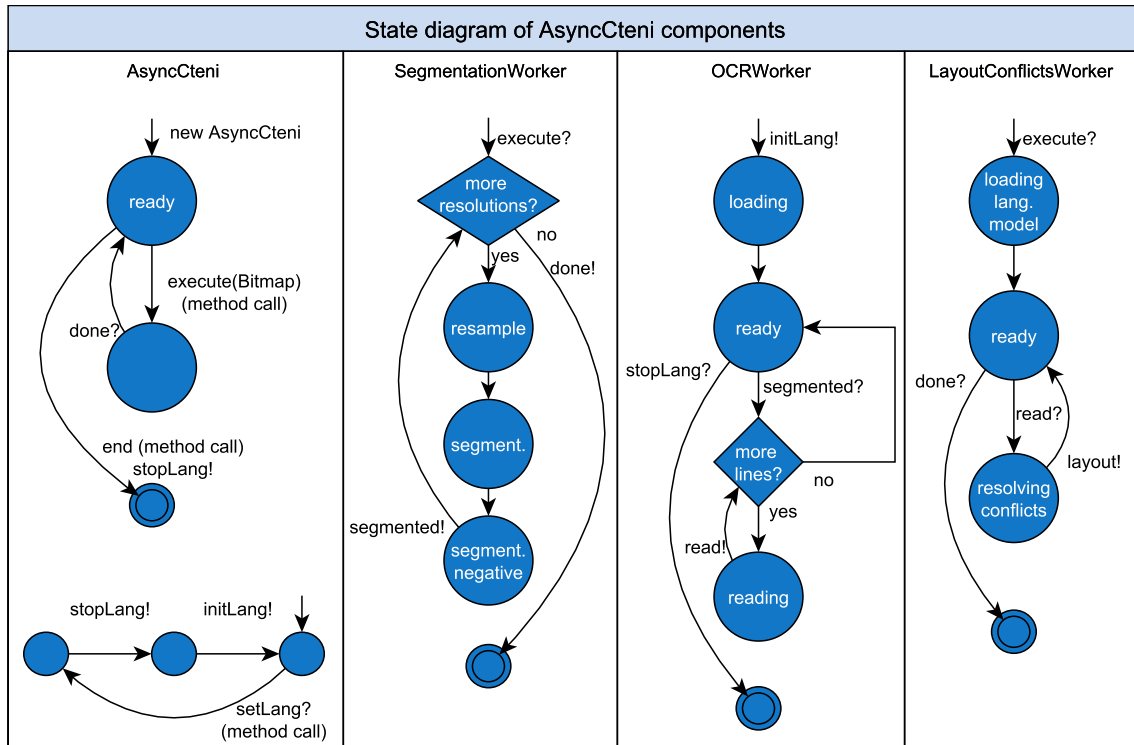 State diagram of AsyncCteni components
AsyncCteni
new AsyncCteni
ready
execute(Bitmap)
(method call)
done?
end (method call)
stopLang!
stopLang!
initLang!
setLang?
(method call)
SegmentationWorker
execute?
more
resolutions?
no
yes
done!
resample
segment.
segmented!
segment.
negative
OCRWorker
initLang!
loading
ready
stopLang?
segmented?
more
lines?
no
yes
read!
reading
LayoutConflictsWorker
execute?
loading
lang.
model
ready
done?
read?
layout!
resolving
conflicts